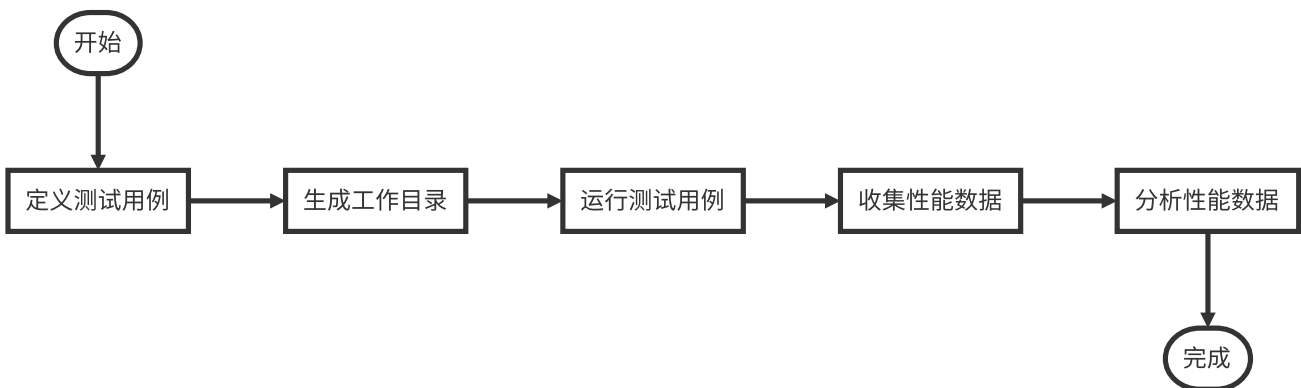 开始
定义测试用例
生成工作目录
运行测试用例
收集性能数据
分析性能数据
完成